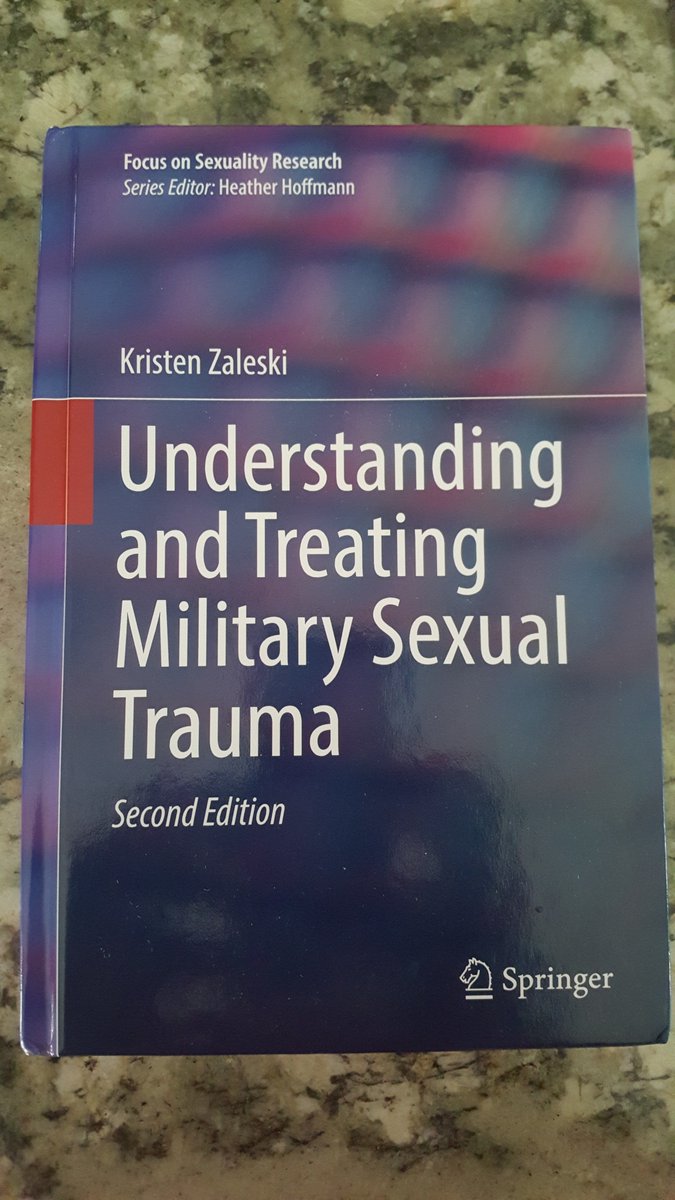 Focus on Sexuality Research
Series Editor: Heather Hoffmann
Kristen Zaleski
Understanding
and Treating
Military Sexual
Trauma
Second Edition
Springer